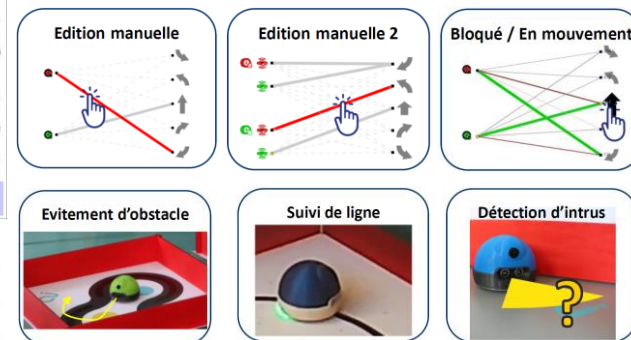 Edition manuelle
Edition manuelle 2
Bloqué / En mouvement
Evitement d'obstacle
Suivi de ligne
Détection d'intrus
?